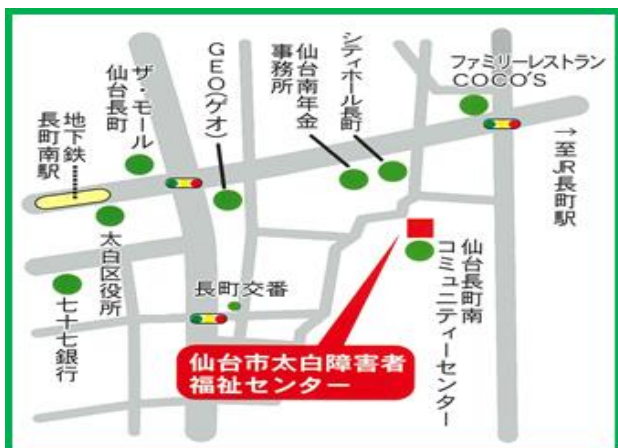 ザ・モール
仙台長町
GEO(ゲオ)
仙台南年金
事務所
シティホール長町
ファミリーレストラン
COCO'S
→至JR長町駅
地下鉄
長町南駅
太白区役所
七十七銀行
長町交番
仙台長町南
コミュニティーセンター
仙台市太白障害者
福祉センター